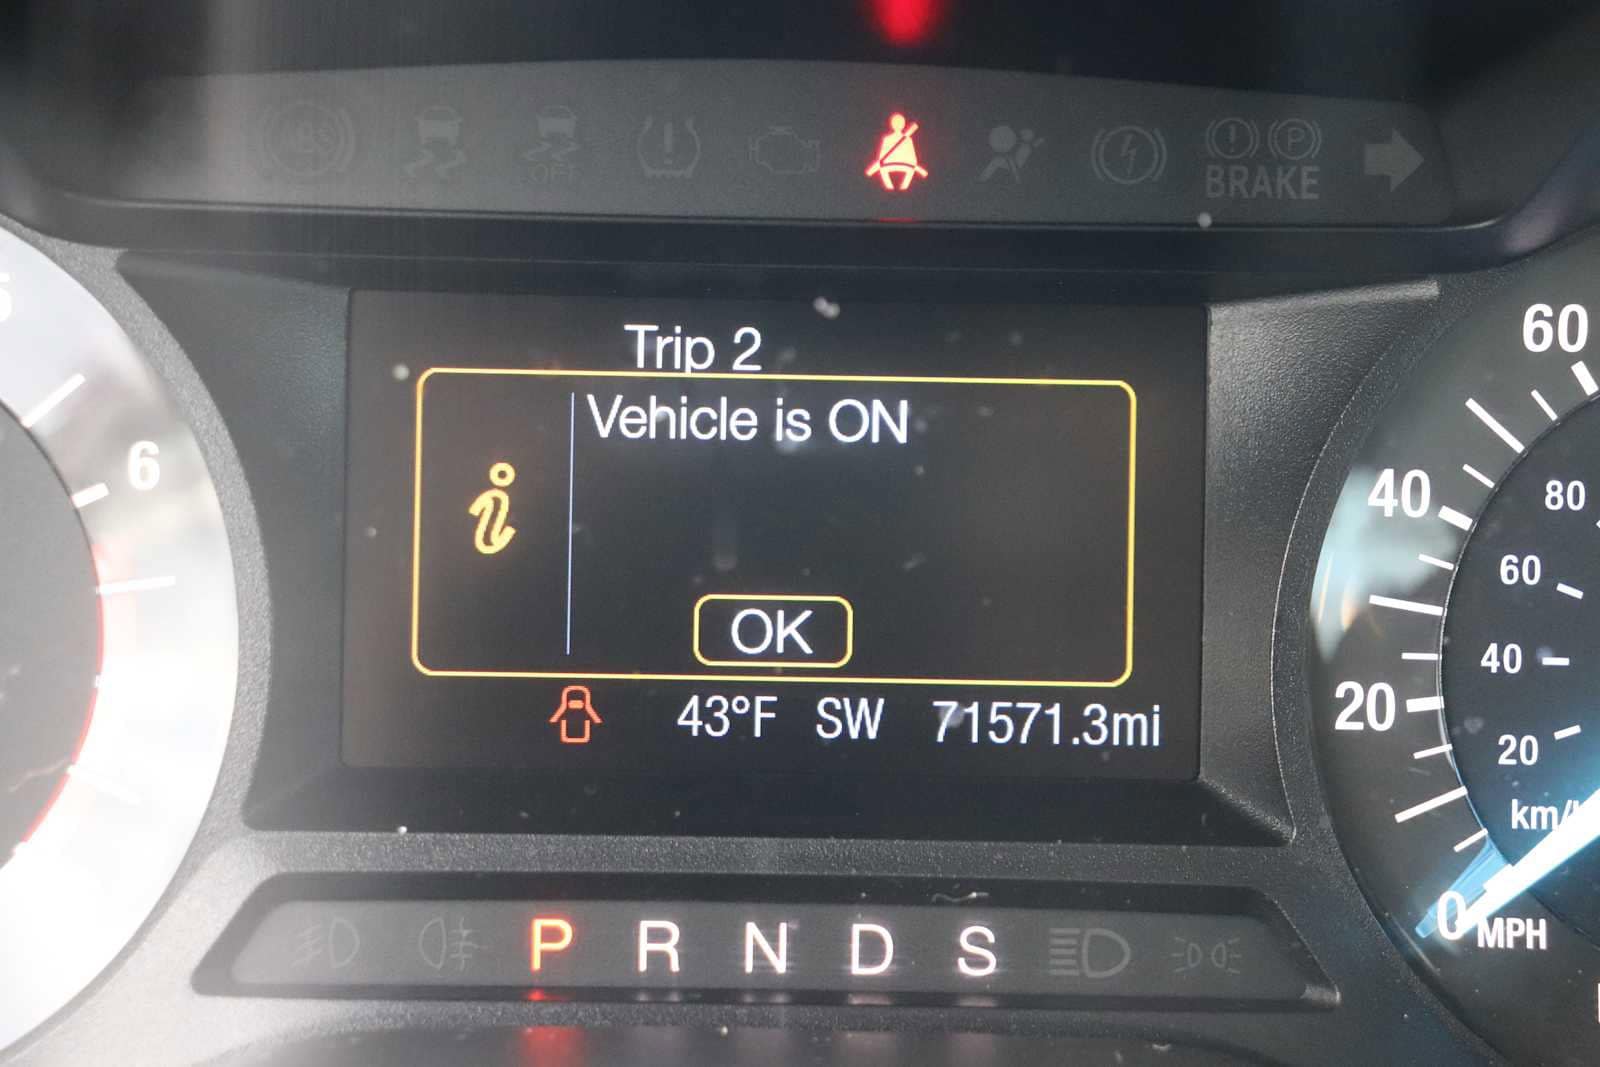 OFF
BRAKE
Trip 2
Vehicle is ON
OK
43°F SW 71571.3mi
6
60
40
20
0 MPH
80
60
40
20
km/
P R N D S